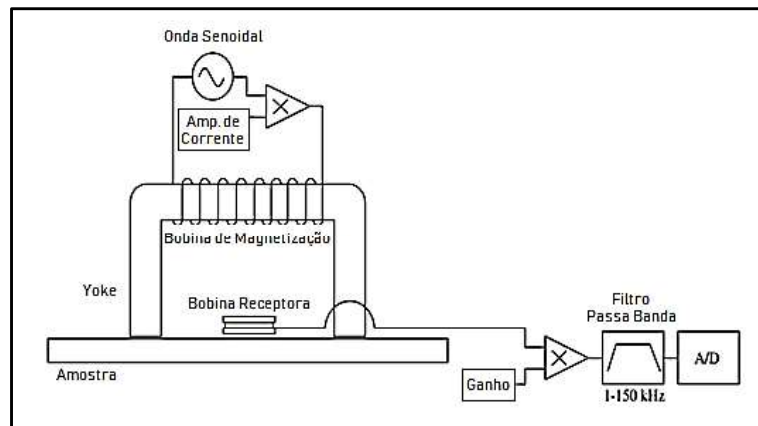 Onda Senoidal
Amp. de
Corrente
Bobina de Magnetização
Yoke
Bobina Receptora
Filtro
Passa Banda
A/D
Ganho
1-150 kHz
Amostra